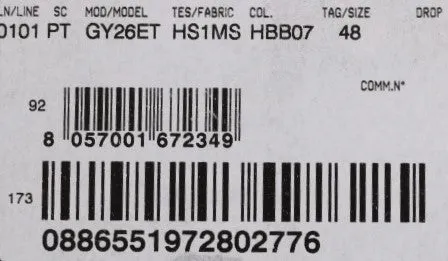 LN/LINE SC MOD/MODEL TES/FABRIC COL. TAG/SIZE DROP
0101 PT GY26ET HS1MS HBB07 48
COMM.N°
92
8 057001 672349
173
0886551972802776